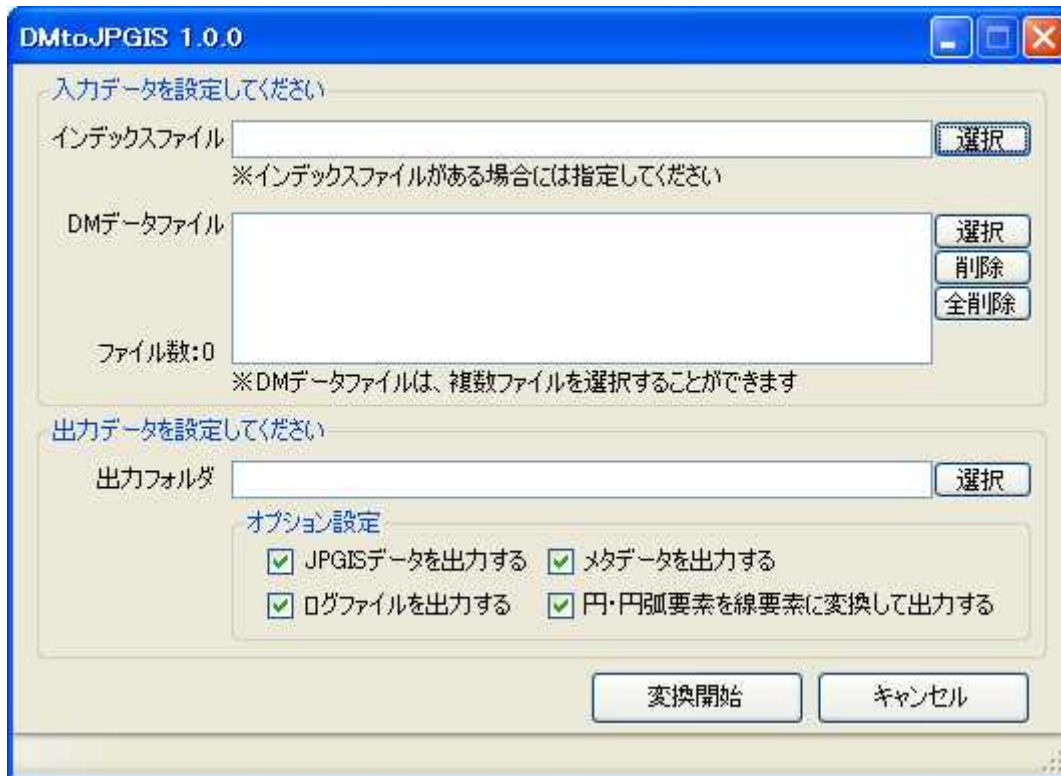 DMtoJPGIS 1.0.0
入力データを設定してください
インデックスファイル 選択
※インデックスファイルがある場合には指定してください
DMデータファイル 選択
削除
全削除
ファイル数:0
※DMデータファイルは、複数ファイルを選択することができます
出力データを設定してください
出力フォルダ 選択
オプション設定
JPGISデータを出力する メタデータを出力する
ログファイルを出力する 円・円弧要素を線要素に変換して出力する
変換開始 キャンセル